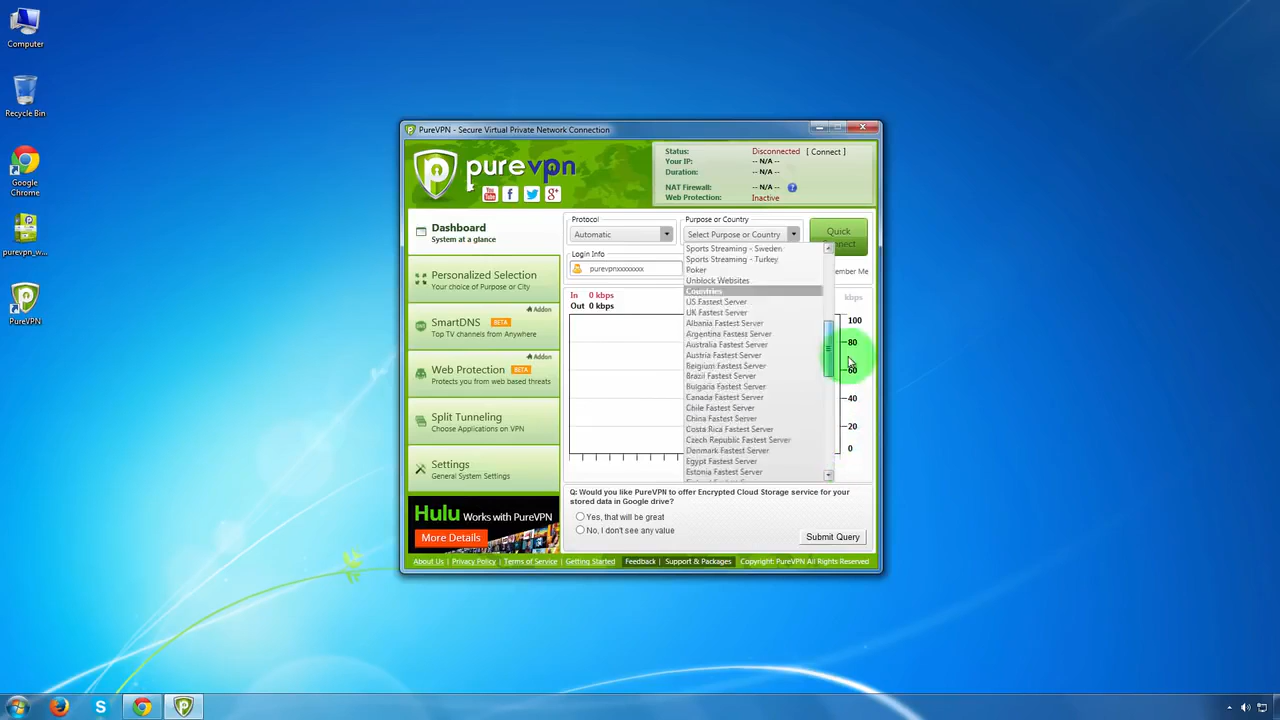 Computer
Recycle Bin
Google
Chrome
purevpn_w...
PureVPN
PureVPN - Secure Virtual Private Network Connection
purevpn
You
Tube
Status: Disconnected [ Connect ]
Your IP: -- N/A --
Duration: -- N/A --
NAT Firewall: -- N/A --
Web Protection: Inactive
Dashboard
System at a glance
Personalized Selection
Your choice of Purpose or City
Addon
SmartDNS BETA
Top TV channels from Anywhere
Addon
Web Protection BETA
Protects you from web based threats
Split Tunneling
Choose Applications on VPN
Settings
General System Settings
Hulu Works with PureVPN
More Details
Protocol
Automatic
Purpose or Country
Select Purpose or Country
Quick
Connect
Login Info
purevpnxxxxxxxx
ember Me
In 0 kbps
Out 0 kbps
kbps
100
80
60
40
20
0
Sports Streaming - Sweden
Sports Streaming - Turkey
Poker
Unblock Websites
Countries
US Fastest Server
UK Fastest Server
Albania Fastest Server
Argentina Fastest Server
Australia Fastest Server
Austria Fastest Server
Belgium Fastest Server
Brazil Fastest Server
Bulgaria Fastest Server
Canada Fastest Server
Chile Fastest Server
China Fastest Server
Costa Rica Fastest Server
Czech Republic Fastest Server
Denmark Fastest Server
Egypt Fastest Server
Estonia Fastest Server
Q: Would you like PureVPN to offer Encrypted Cloud Storage service for your
stored data in Google drive?
Yes, that will be great
No, I don't see any value
Submit Query
About Us | Privacy Policy | Terms of Service | Getting Started
Feedback | Support & Packages
Copyright: PureVPN All Rights Reserved